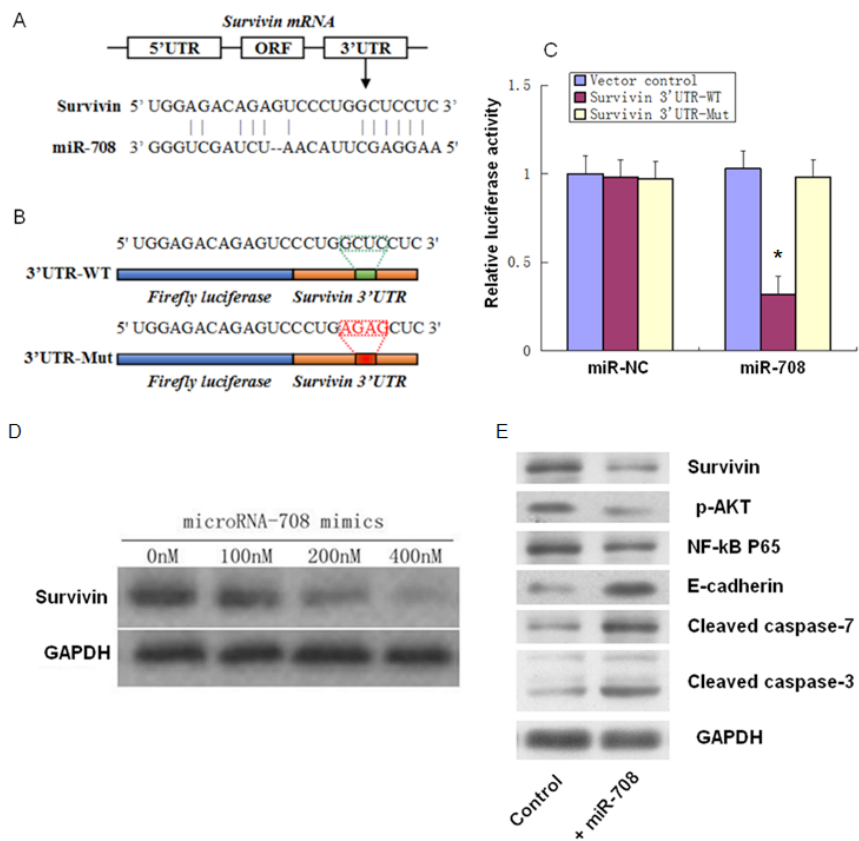 A
Survivin mRNA
5'UTR ORF 3'UTR
Survivin 5' UGGAGACAGAGUCCCUGGCUCCUC 3'
miR-708 3' GGGUCGAUCU--AACAUUCGAGGAA 5'
B
5' UGGAGACAGAGUCCCUGGCUCCUC 3'
3'UTR-WT
Firefly luciferase Survivin 3'UTR
5' UGGAGACAGAGUCCCUGAGAGCUC 3'
3'UTR-Mut
Firefly luciferase Survivin 3'UTR
C
Relative luciferase activity
1.5
1
0.5
0
Vector control
Survivin 3'UTR-WT
Survivin 3'UTR-Mut
*
miR-NC miR-708
D
microRNA-708 mimics
0nM 100nM 200nM 400nM
Survivin
GAPDH
E
Survivin
p-AKT
NF-kB P65
E-cadherin
Cleaved caspase-7
Cleaved caspase-3
GAPDH
Control + miR-708